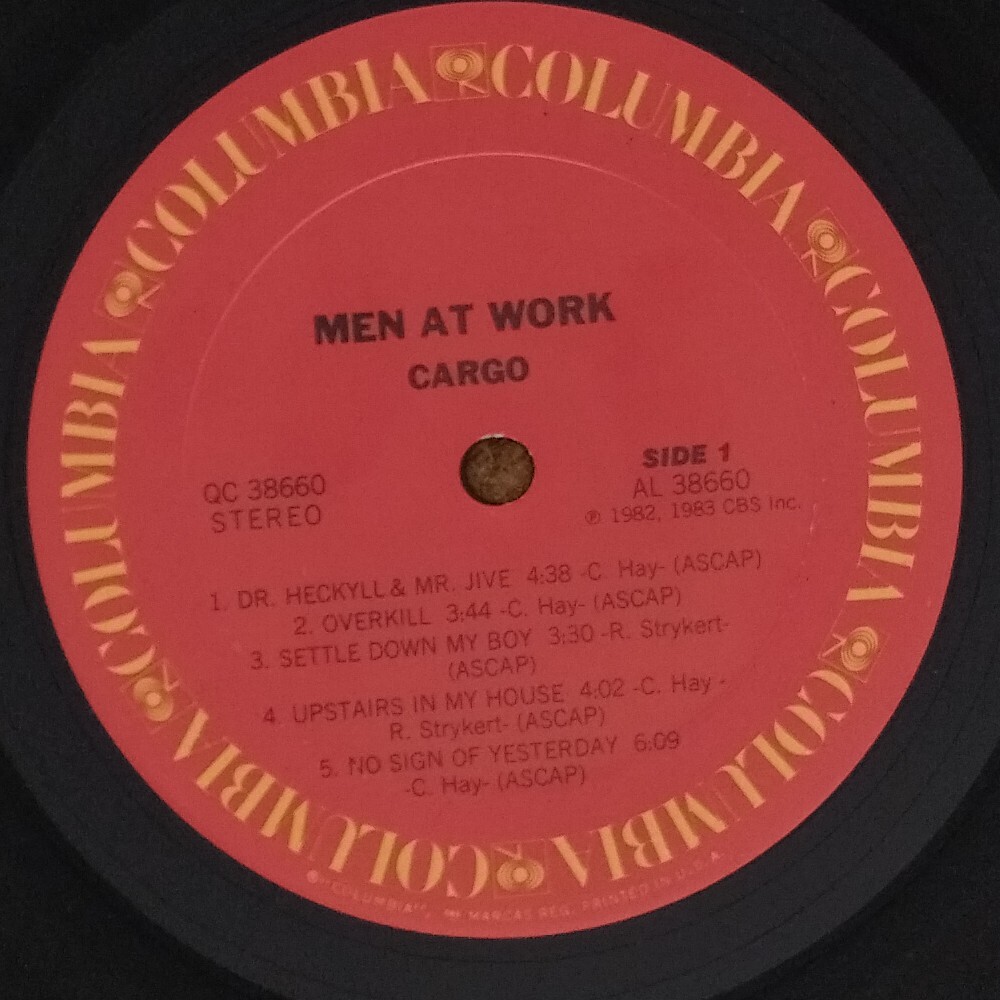 COLUMBIA COLUMBIA COLUMBIA COLUMBIA COLUMBIA COLUMBIA
MEN AT WORK
CARGO
QC 38660
STEREO
SIDE 1
AL 38660
℗ 1982, 1983 CBS Inc.
1. DR. HECKYLL & MR. JIVE 4:38 -C. Hay- (ASCAP)
2. OVERKILL 3:44 -C. Hay- (ASCAP)
3. SETTLE DOWN MY BOY 3:30 -R. Strykert-
(ASCAP)
4. UPSTAIRS IN MY HOUSE 4:02 -C. Hay -
R. Strykert- (ASCAP)
5. NO SIGN OF YESTERDAY 6:09
-C. Hay- (ASCAP)
"COLUMBIA", MARCAS REG. PRINTED IN U.S.A.